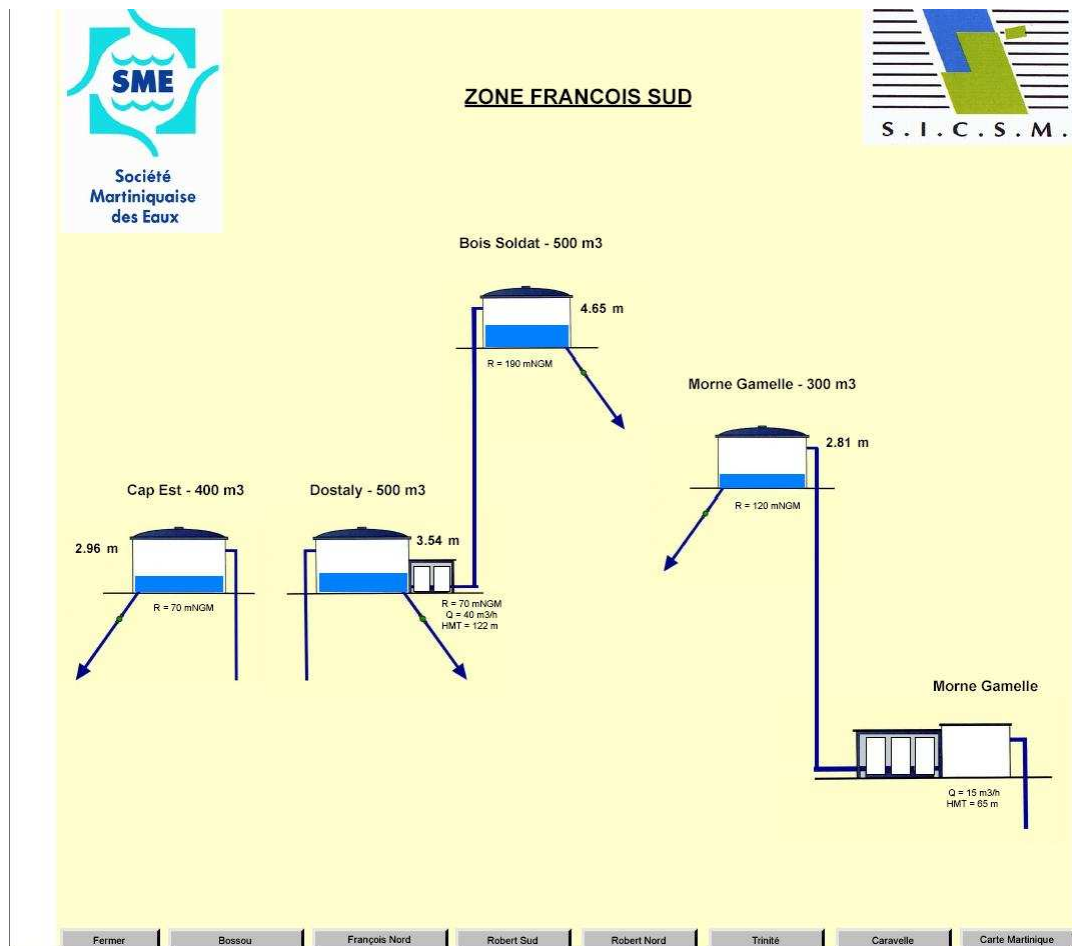 SME
Société
Martiniquaise
des Eaux
ZONE FRANCOIS SUD
S.I.C.S.M.
Bois Soldat - 500 m3
4.65 m
R = 190 mNGM
Morne Gamelle - 300 m3
2.81 m
R = 120 mNGM
Cap Est - 400 m3
2.96 m
R = 70 mNGM
Dostaly - 500 m3
3.54 m
R = 70 mNGM
Q = 40 m3/h
HMT = 122 m
Morne Gamelle
Q = 15 m3/h
HMT = 65 m
Fermer
Bossou
François Nord
Robert Sud
Robert Nord
Trinité
Caravelle
Carte Martinique